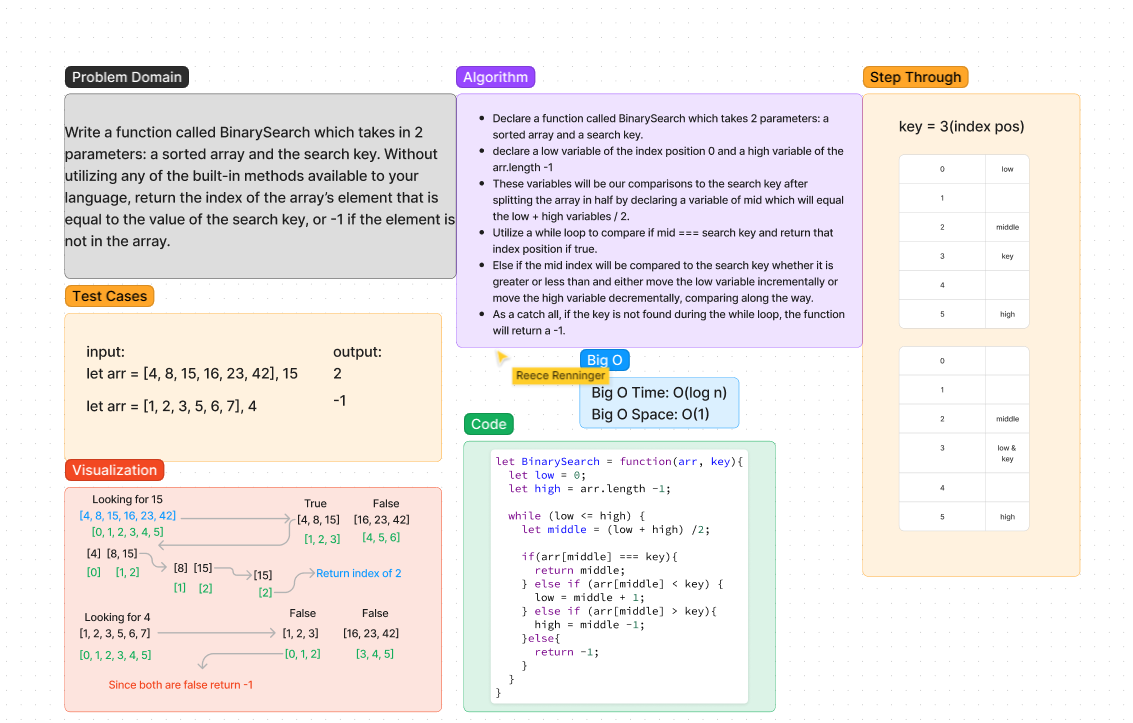 Problem Domain
Write a function called BinarySearch which takes in 2
parameters: a sorted array and the search key. Without
utilizing any of the built-in methods available to your
language, return the index of the array's element that is
equal to the value of the search key, or -1 if the element is
not in the array.
Test Cases
input: output:
let arr = [4, 8, 15, 16, 23, 42], 15 2
let arr = [1, 2, 3, 5, 6, 7], 4 -1
Visualization
Looking for 15 True False
[4, 8, 15, 16, 23, 42] [4, 8, 15] [16, 23, 42]
[0, 1, 2, 3, 4, 5] [1, 2, 3] [4, 5, 6]
[4] [8, 15] [8] [15] [15] Return index of 2
[0] [1, 2] [1] [2] [2]
Looking for 4 False False
[1, 2, 3, 5, 6, 7] [1, 2, 3] [16, 23, 42]
[0, 1, 2, 3, 4, 5] [0, 1, 2] [3, 4, 5]
Since both are false return -1
Algorithm
Declare a function called BinarySearch which takes 2 parameters: a
sorted array and a search key.
declare a low variable of the index position 0 and a high variable of the
arr.length -1
These variables will be our comparisons to the search key after
splitting the array in half by declaring a variable of mid which will equal
the low + high variables / 2.
Utilize a while loop to compare if mid === search key and return that
index position if true.
Else if the mid index will be compared to the search key whether it is
greater or less than and either move the low variable incrementally or
move the high variable decrementally, comparing along the way.
As a catch all, if the key is not found during the while loop, the function
will return a -1.
Reece Renninger
Big O
Big O Time: O(log n)
Big O Space: O(1)
Code
let BinarySearch = function(arr, key){
let low = 0;
let high = arr.length -1;
while (low <= high) {
let middle = (low + high) /2;
if(arr[middle] === key){
return middle;
} else if (arr[middle] < key) {
low = middle + 1;
} else if (arr[middle] > key){
high = middle -1;
}else{
return -1;
}
}
}
Step Through
key = 3(index pos)
0 low
1
2 middle
3 key
4
5 high
0
1
2 middle
3 low &
key
4
5 high